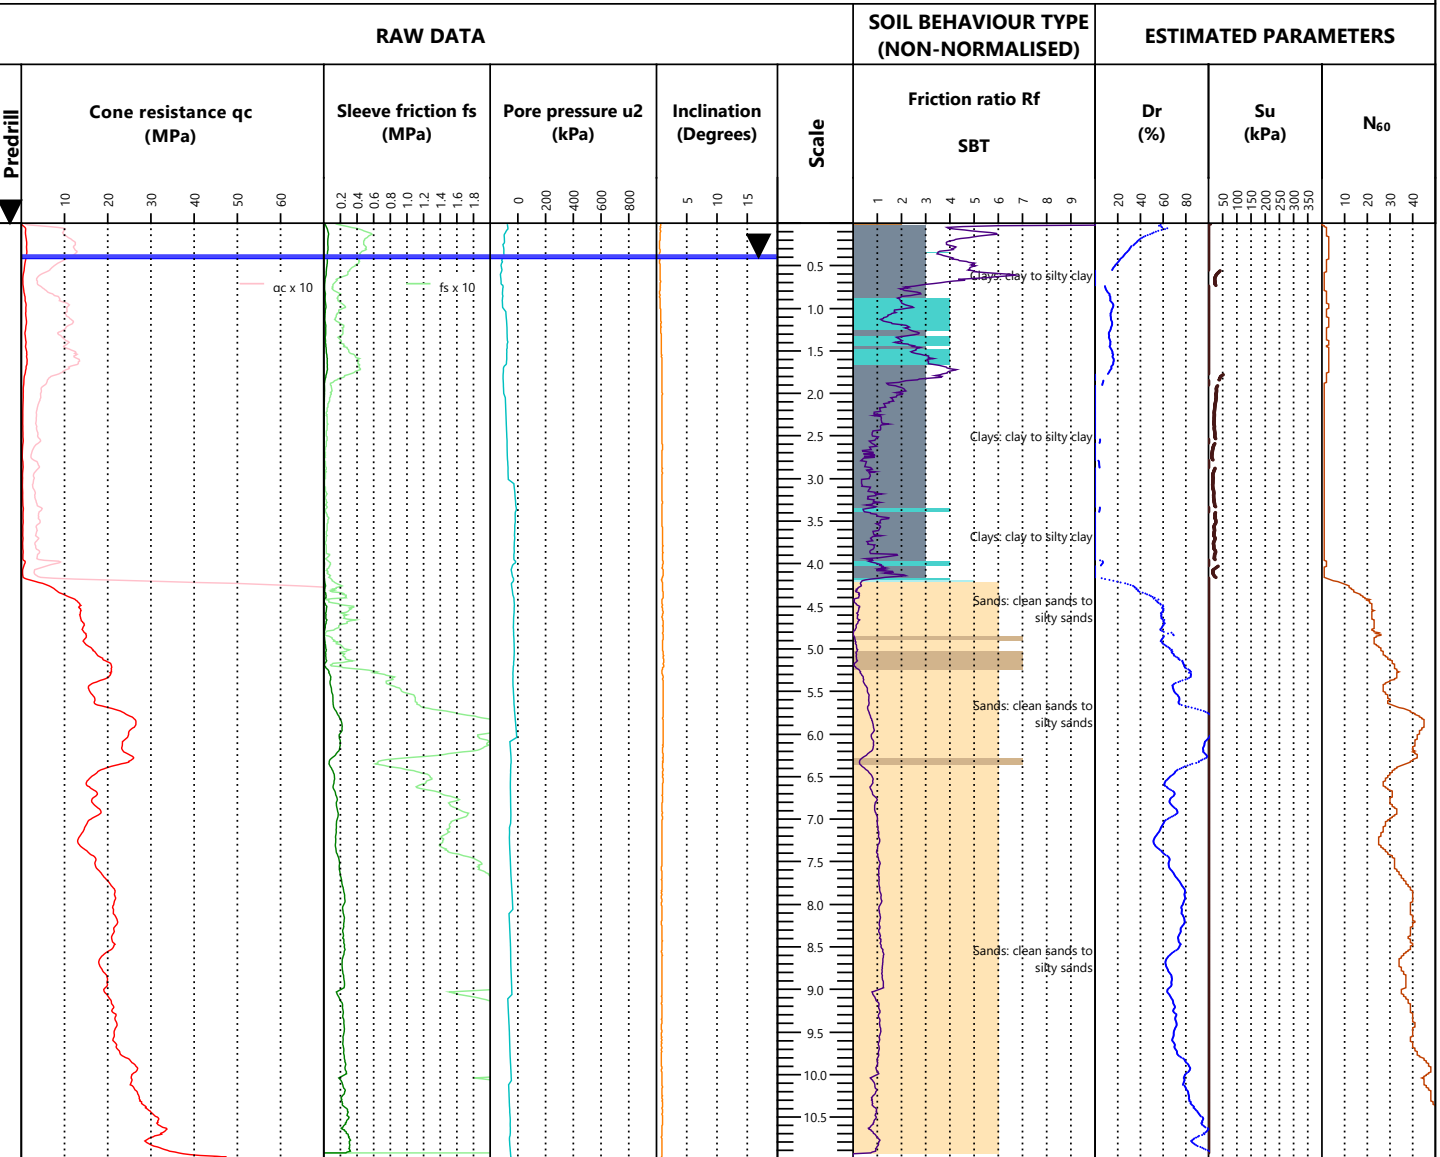 RAW DATA
SOIL BEHAVIOUR TYPE
(NON-NORMALISED)
ESTIMATED PARAMETERS
Predrill
Cone resistance qc
(MPa)
Sleeve friction fs
(MPa)
Pore pressure u2
(kPa)
Inclination
(Degrees)
Scale
Friction ratio Rf
SBT
Dr
(%)
Su
(kPa)
N60
10 20 30 40 50 60
0.2 0.4 0.6 0.8 1.0 1.2 1.4 1.6 1.8
0 200 400 600 800
5 10 15
1 2 3 4 5 6 7 8 9
20 40 60 80
50 100 150 200 250 300 350
10 20 30 40
qc x 10
fs x 10
0.5
1.0
1.5
2.0
2.5
3.0
3.5
4.0
4.5
5.0
5.5
6.0
6.5
7.0
7.5
8.0
8.5
9.0
9.5
10.0
10.5
Clays: clay to silty clay
Clays: clay to silty clay
Clays: clay to silty clay
Sands: clean sands to
silty sands
Sands: clean sands to
silty sands
Sands: clean sands to
silty sands